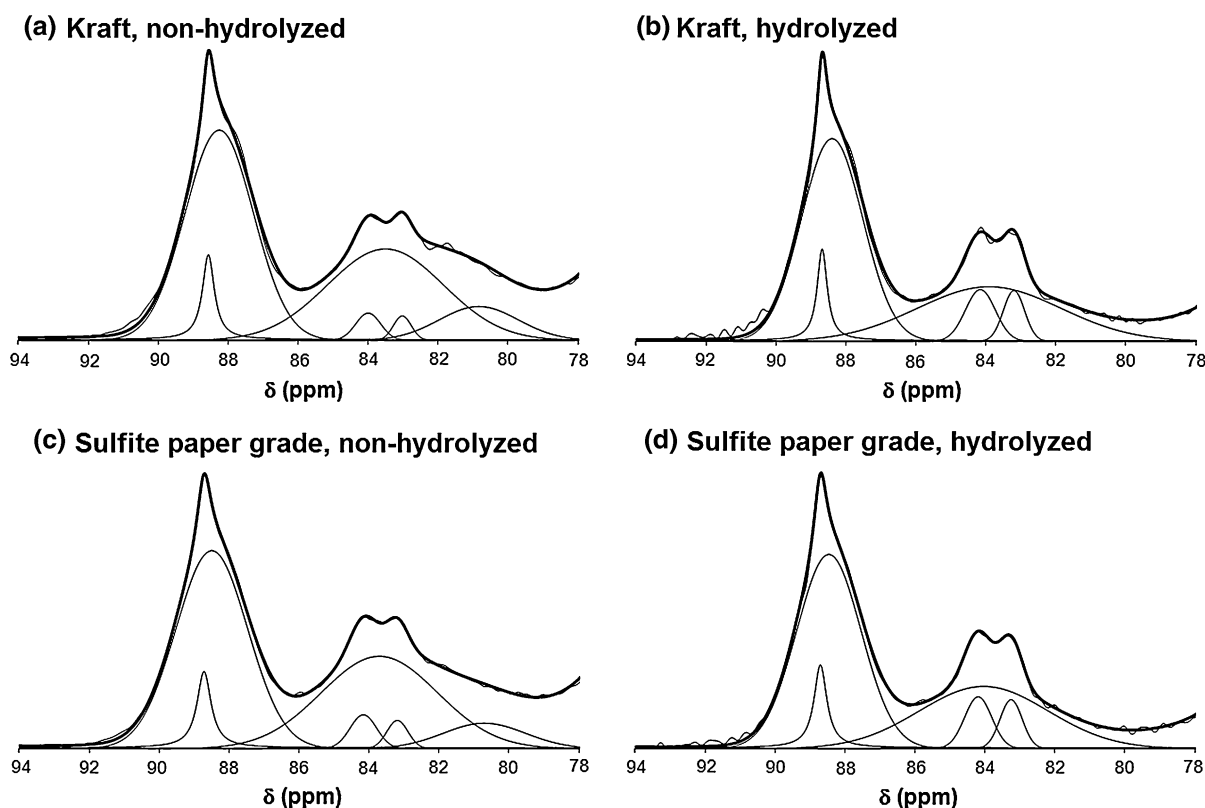 (a) Kraft, non-hydrolyzed
94 92 90 88 86 84 82 80 78
δ (ppm)
(b) Kraft, hydrolyzed
94 92 90 88 86 84 82 80 78
δ (ppm)
(c) Sulfite paper grade, non-hydrolyzed
94 92 90 88 86 84 82 80 78
δ (ppm)
(d) Sulfite paper grade, hydrolyzed
94 92 90 88 86 84 82 80 78
δ (ppm)